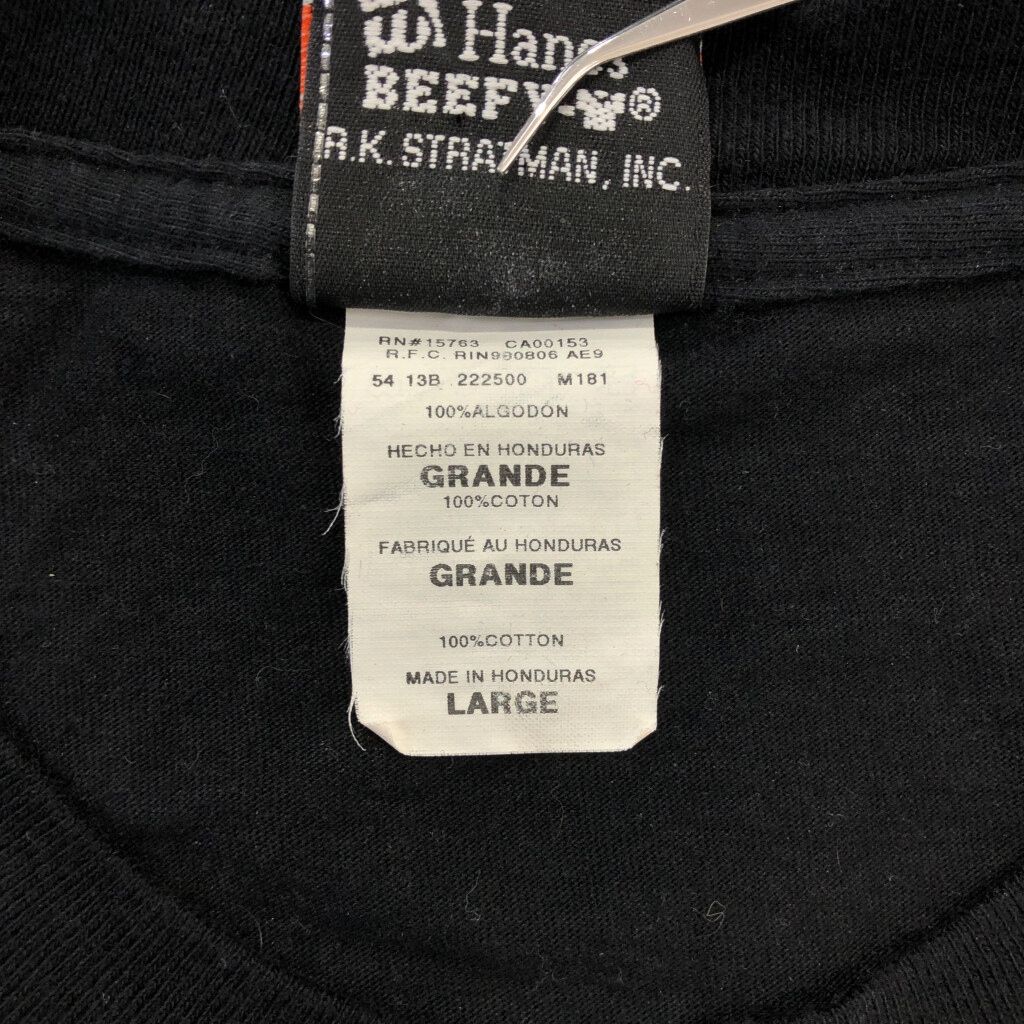 Hanes
BEEFY-T®
R.K. STRATMAN, INC.
RN#15763 CA00153
R.F.C. RIN980806 AE9
54 13B 222500 M181
100%ALGODON
HECHO EN HONDURAS
GRANDE
100%COTON
FABRIQUÉ AU HONDURAS
GRANDE
100%COTTON
MADE IN HONDURAS
LARGE